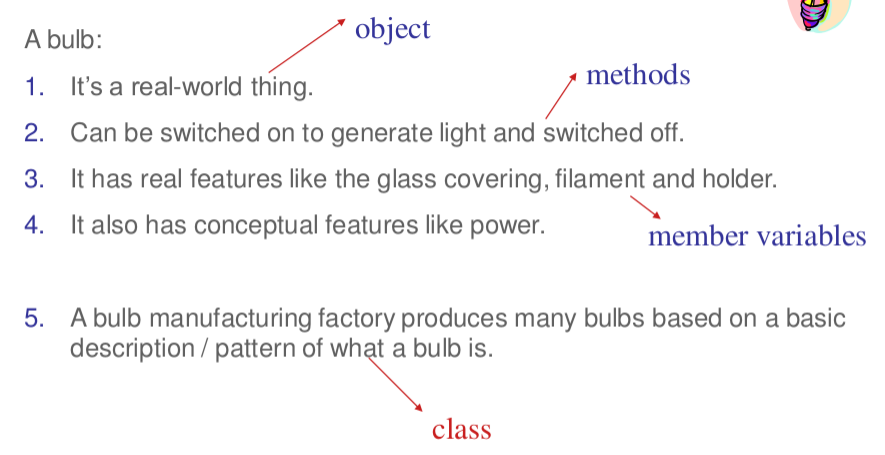 object
A bulb:
methods
1. It's a real-world thing.
2. Can be switched on to generate light and switched off.
3. It has real features like the glass covering, filament and holder.
4. It also has conceptual features like power.
member variables
5. A bulb manufacturing factory produces many bulbs based on a basic
description / pattern of what a bulb is.
class